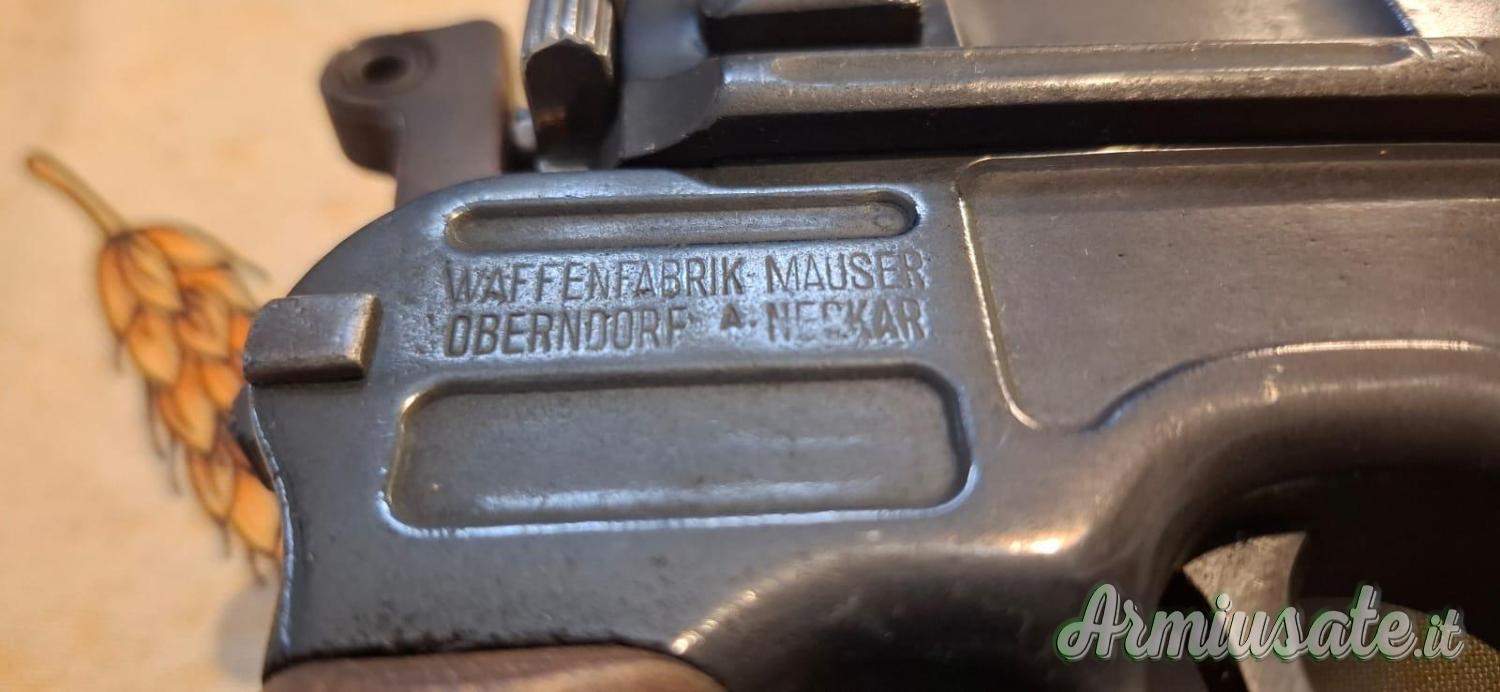 WAFFENFABRIK MAUSER
OBERNDORF A. NECKAR
Armiusate.it